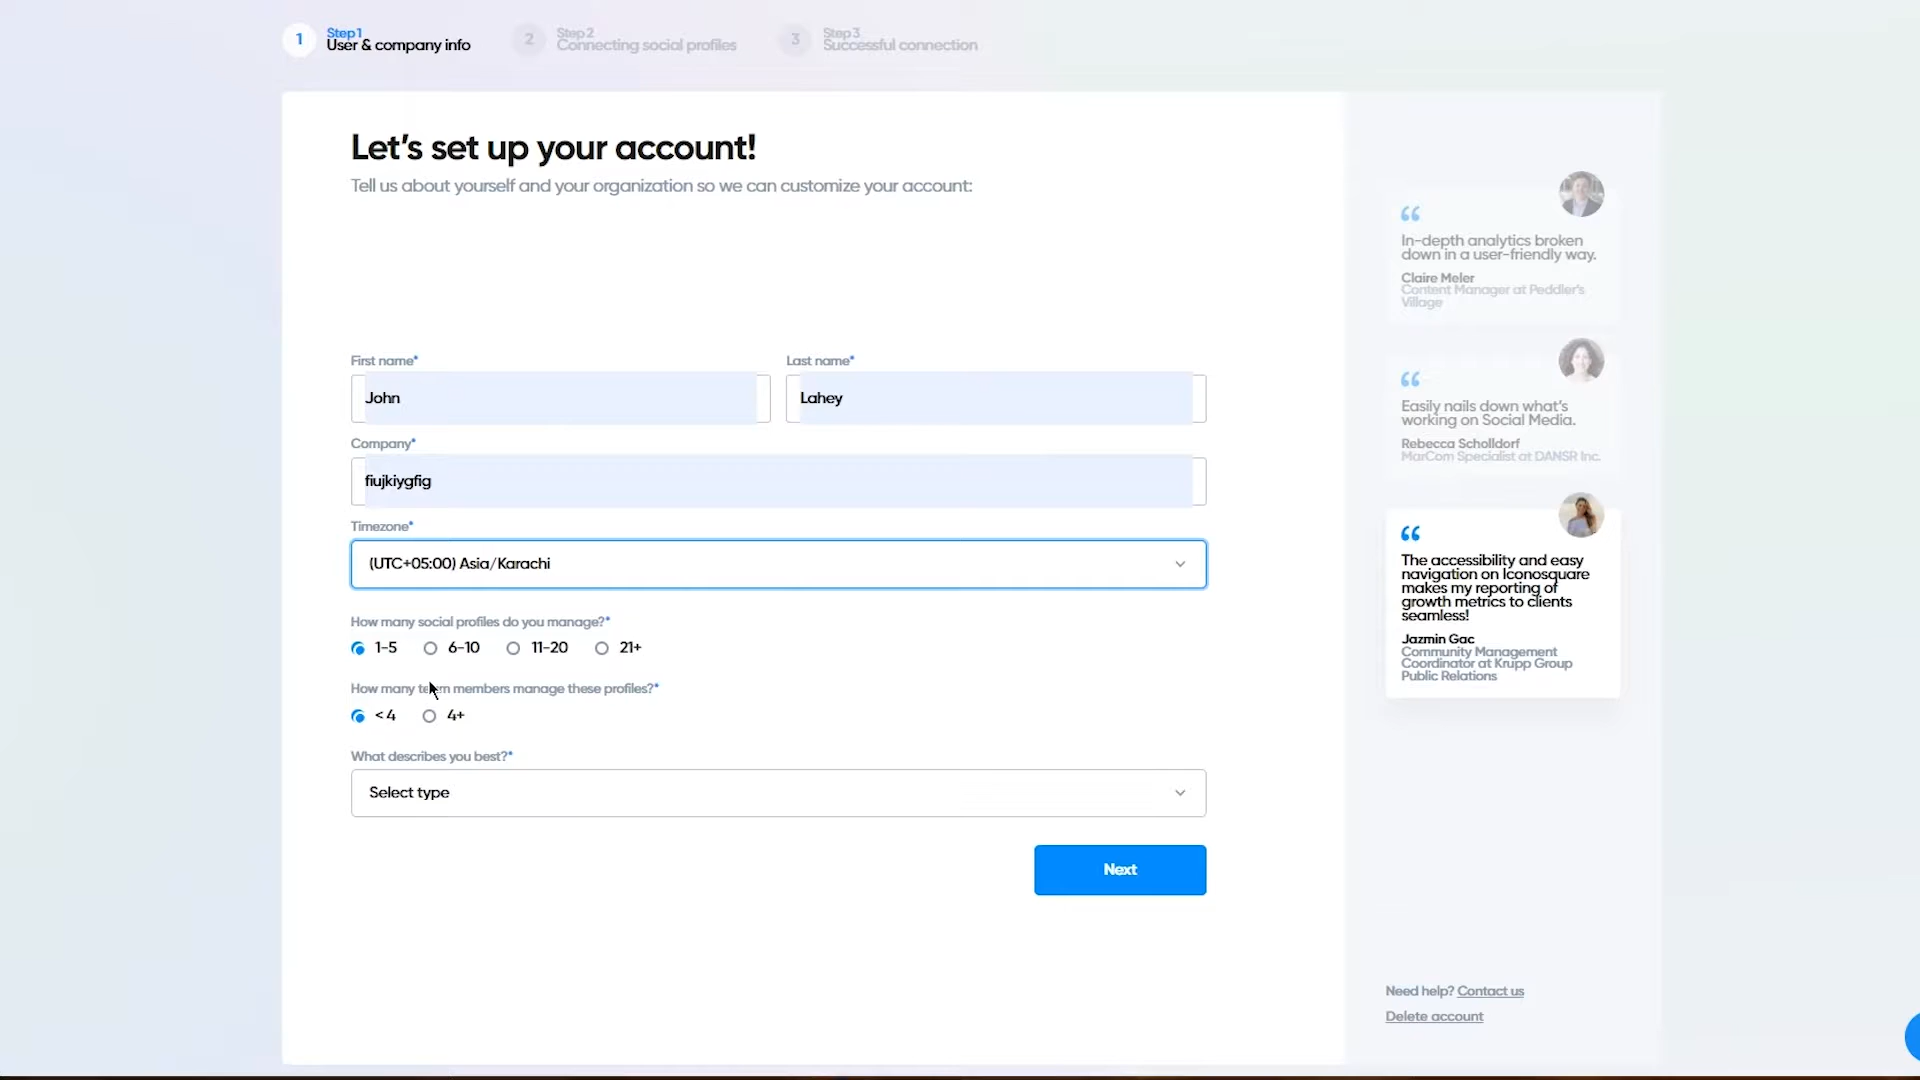 1
Step 1
User & company info
2
Step 2
Connecting social profiles
3
Step 3
Successful connection
Let's set up your account!
Tell us about yourself and your organization so we can customize your account:
First name*
Last name*
John
Lahey
Company*
fiujkiygfig
Timezone*
(UTC+05:00) Asia/Karachi
How many social profiles do you manage?*
1-5
6-10
11-20
21+
How many team members manage these profiles?*
<4
4+
What describes you best?*
Select type
Next
“
In-depth analytics broken
down in a user-friendly way.
Claire Meler
Content Manager at Peddler's
Village
“
Easily nails down what's
working on Social Media.
Rebecca Scholldorf
MarCom Specialist at DANSR Inc.
“
The accessibility and easy
navigation on Iconosquare
makes my reporting of
growth metrics to clients
seamless!
Jazmin Gac
Community Management
Coordinator at Krupp Group
Public Relations
Need help? Contact us
Delete account